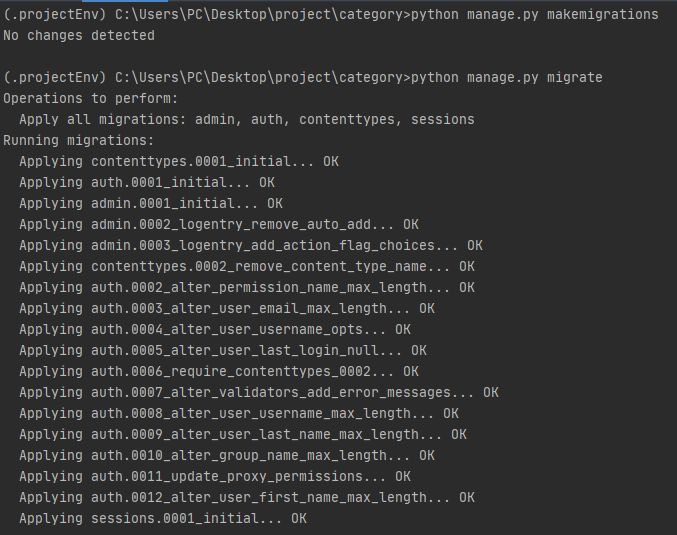 (.projectEnv) C:\Users\PC\Desktop\project\category>python manage.py makemigrations
No changes detected
(.projectEnv) C:\Users\PC\Desktop\project\category>python manage.py migrate
Operations to perform:
  Apply all migrations: admin, auth, contenttypes, sessions
Running migrations:
  Applying contenttypes.0001_initial... OK
  Applying auth.0001_initial... OK
  Applying admin.0001_initial... OK
  Applying admin.0002_logentry_remove_auto_add... OK
  Applying admin.0003_logentry_add_action_flag_choices... OK
  Applying contenttypes.0002_remove_content_type_name... OK
  Applying auth.0002_alter_permission_name_max_length... OK
  Applying auth.0003_alter_user_email_max_length... OK
  Applying auth.0004_alter_user_username_opts... OK
  Applying auth.0005_alter_user_last_login_null... OK
  Applying auth.0006_require_contenttypes_0002... OK
  Applying auth.0007_alter_validators_add_error_messages... OK
  Applying auth.0008_alter_user_username_max_length... OK
  Applying auth.0009_alter_user_last_name_max_length... OK
  Applying auth.0010_alter_group_name_max_length... OK
  Applying auth.0011_update_proxy_permissions... OK
  Applying auth.0012_alter_user_first_name_max_length... OK
  Applying sessions.0001_initial... OK